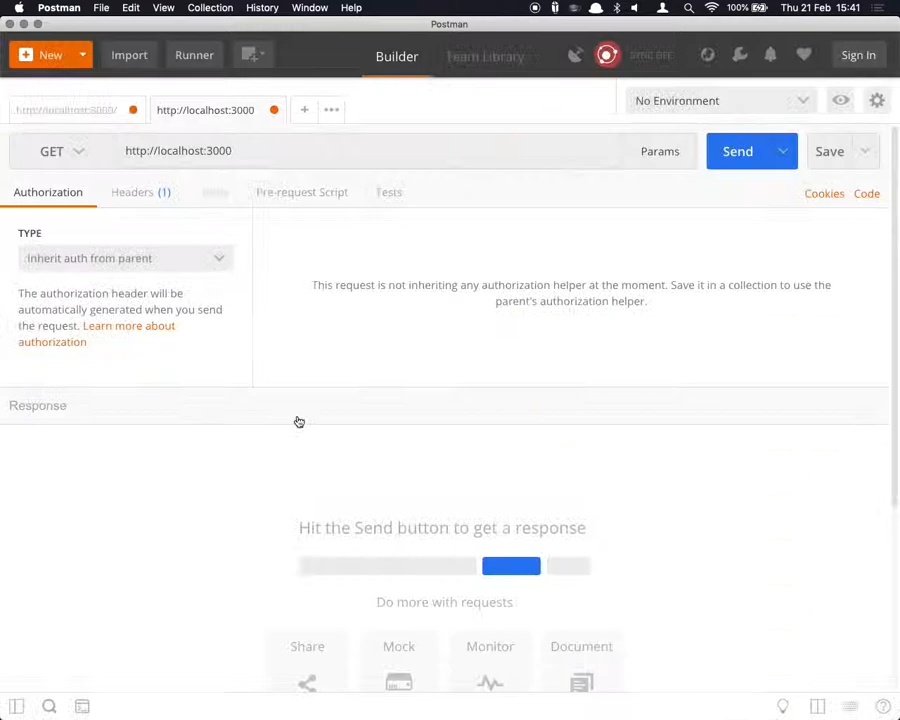 Postman File Edit View Collection History Window Help 100% Thu 21 Feb 15:41
Postman
New Import Runner Builder Team Library SYNC OFF Sign In
http://localhost:3000/ http://localhost:3000 No Environment
GET http://localhost:3000 Params Send Save
Authorization Headers (1) Pre-request Script Tests Cookies Code
TYPE
Inherit auth from parent
The authorization header will be
automatically generated when you send
the request. Learn more about
authorization
This request is not inheriting any authorization helper at the moment. Save it in a collection to use the
parent's authorization helper.
Response
Hit the Send button to get a response
Do more with requests
Share Mock Monitor Document